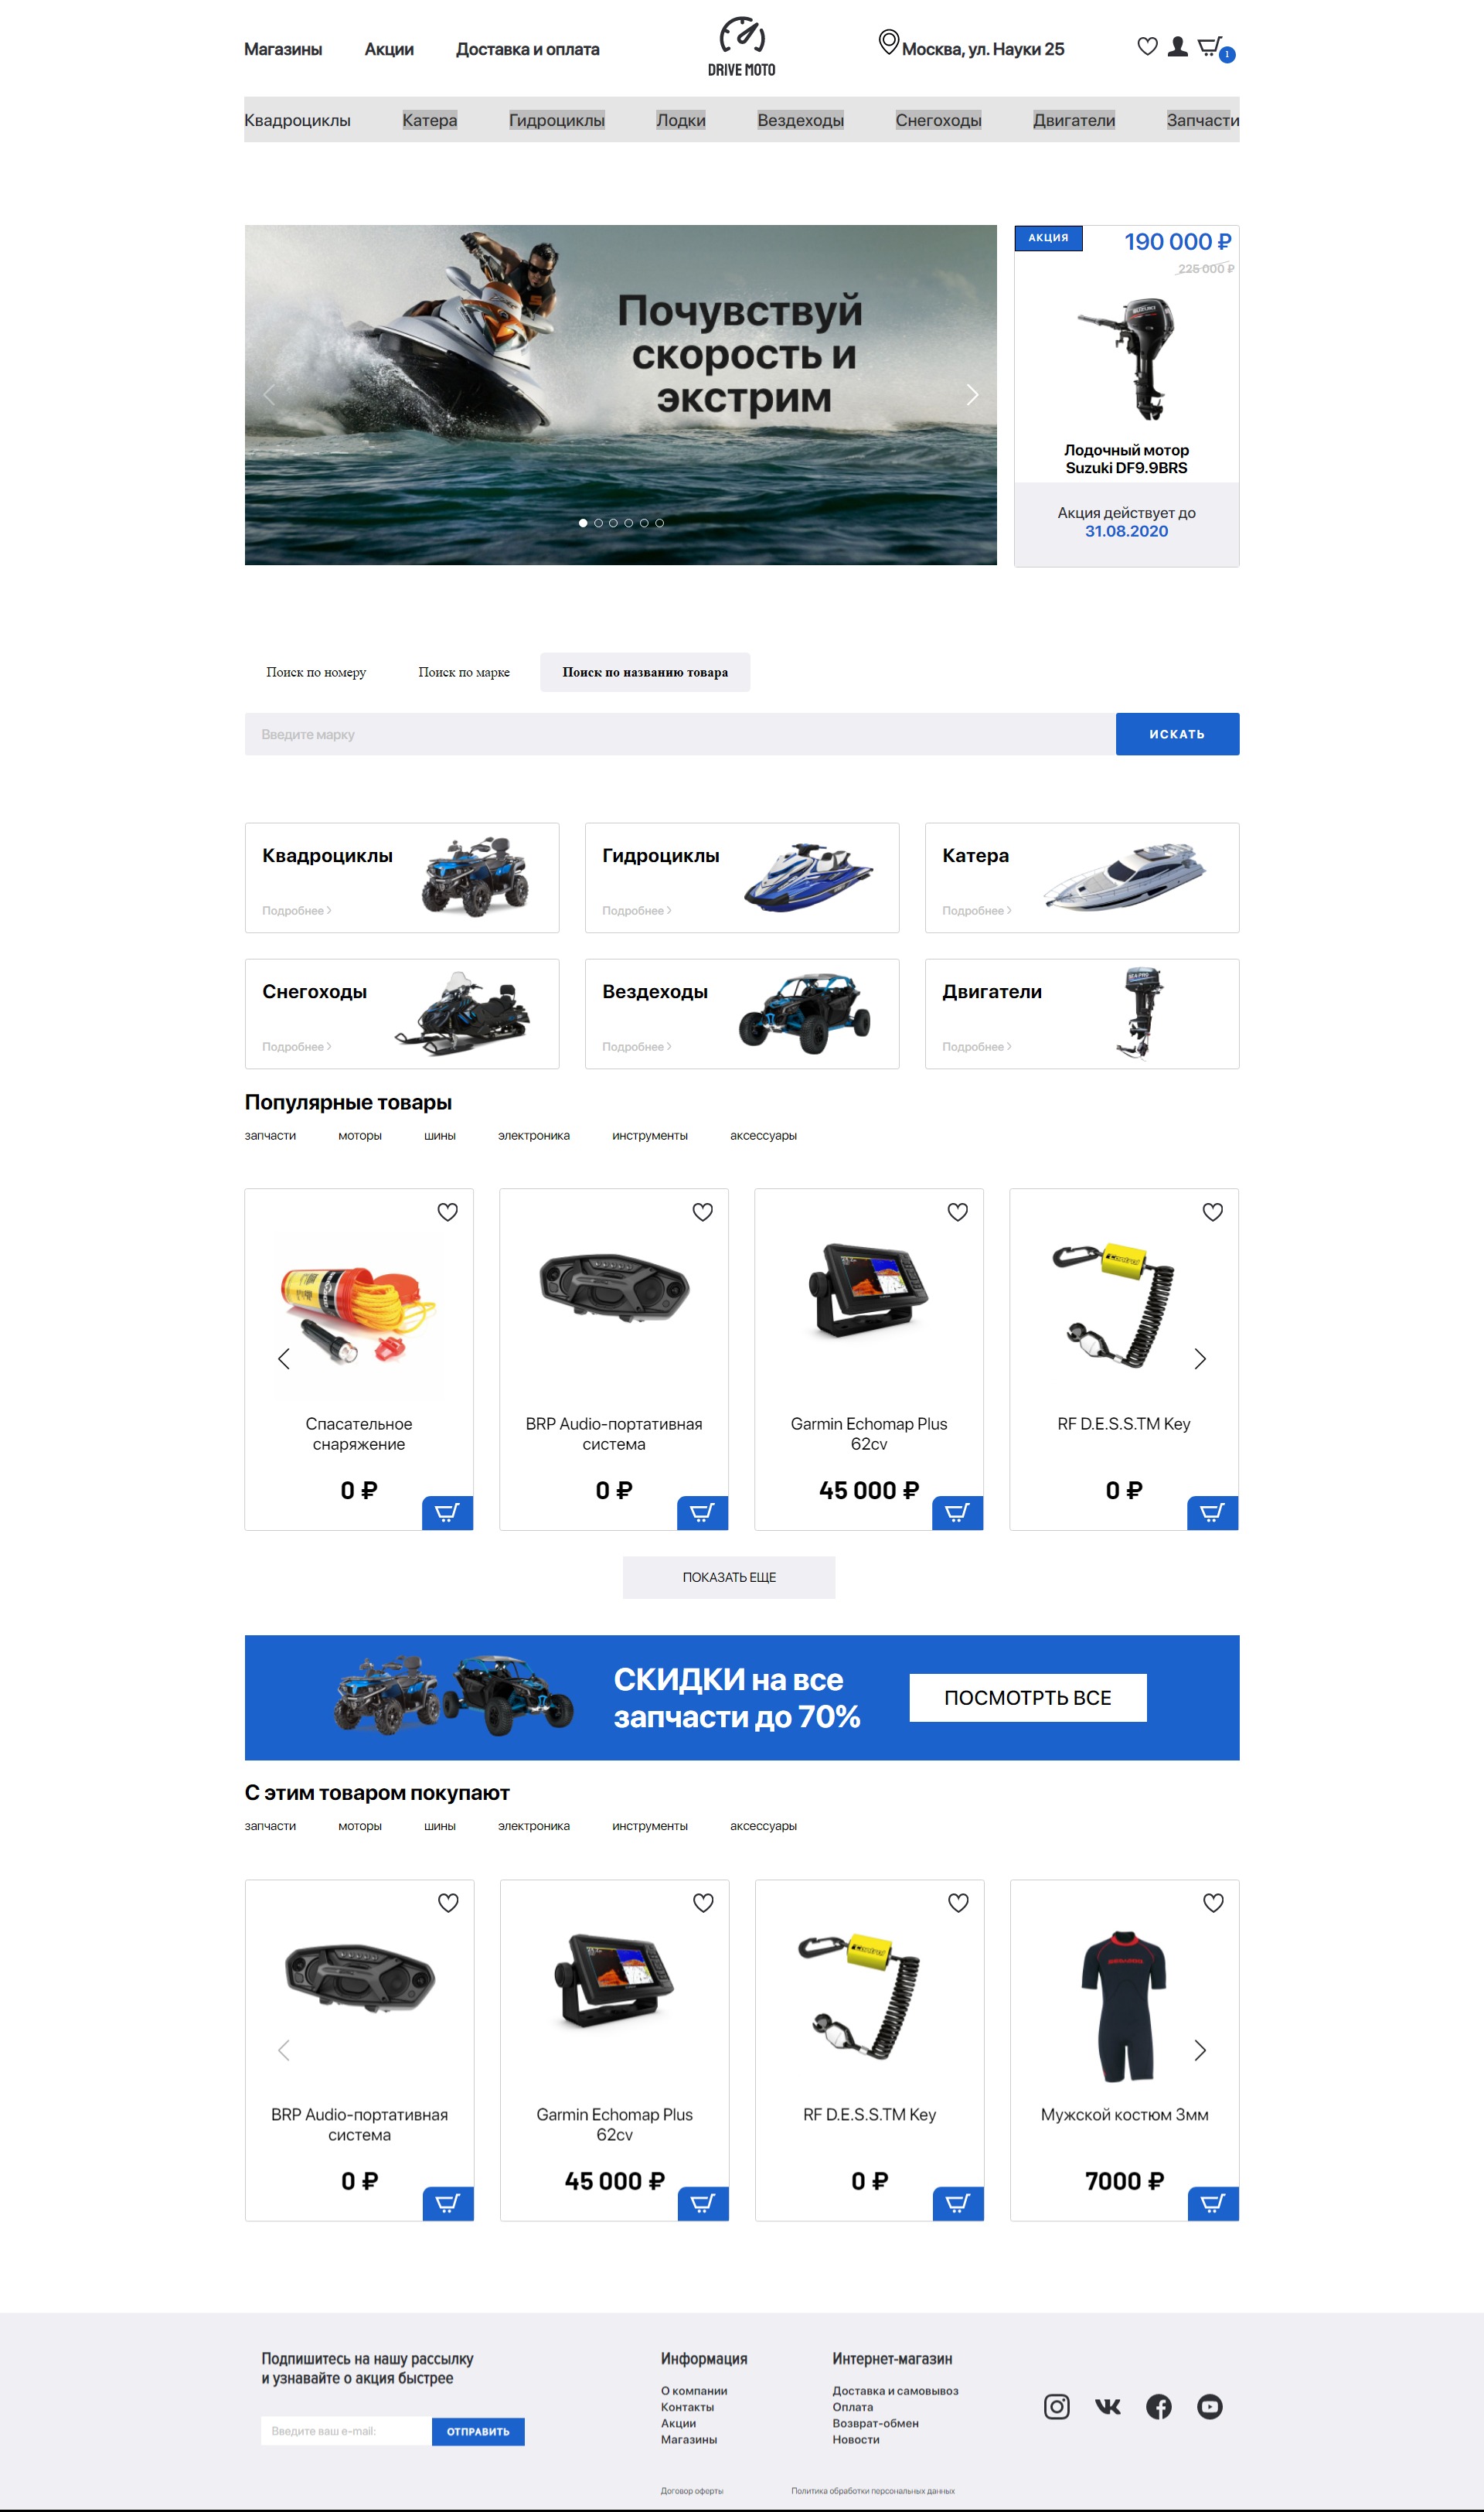 Магазины Акции Доставка и оплата
DRIVE MOTO
Москва, ул. Науки 25
1
Квадроциклы Катера Гидроциклы Лодки Вездеходы Снегоходы Двигатели Запчасти
Почувствуй
скорость и
экстрим
АКЦИЯ
190 000 ₽
225 000 ₽
Лодочный мотор
Suzuki DF9.9BRS
Акция действует до
31.08.2020
Поиск по номеру Поиск по марке Поиск по названию товара
Введите марку
ИСКАТЬ
Квадроциклы
Подробнее
Гидроциклы
Подробнее
Катера
Подробнее
Снегоходы
Подробнее
Вездеходы
Подробнее
Двигатели
Подробнее
Популярные товары
запчасти моторы шины электроника инструменты аксессуары
Спасательное
снаряжение
0 ₽
BRP Audio-портативная
система
0 ₽
Garmin Echomap Plus
62cv
45 000 ₽
RF D.E.S.S.TM Key
0 ₽
ПОКАЗАТЬ ЕЩЕ
СКИДКИ на все
запчасти до 70%
ПОСМОТРТЬ ВСЕ
С этим товаром покупают
запчасти моторы шины электроника инструменты аксессуары
BRP Audio-портативная
система
0 ₽
Garmin Echomap Plus
62cv
45 000 ₽
RF D.E.S.S.TM Key
0 ₽
Мужской костюм 3мм
7000 ₽
Подпишитесь на нашу рассылку
и узнавайте о акция быстрее
Введите ваш e-mail:
ОТПРАВИТЬ
Информация
О компании
Контакты
Акции
Магазины
Интернет-магазин
Доставка и самовывоз
Оплата
Возврат-обмен
Новости
Договор оферты
Политика обработки персональных данных